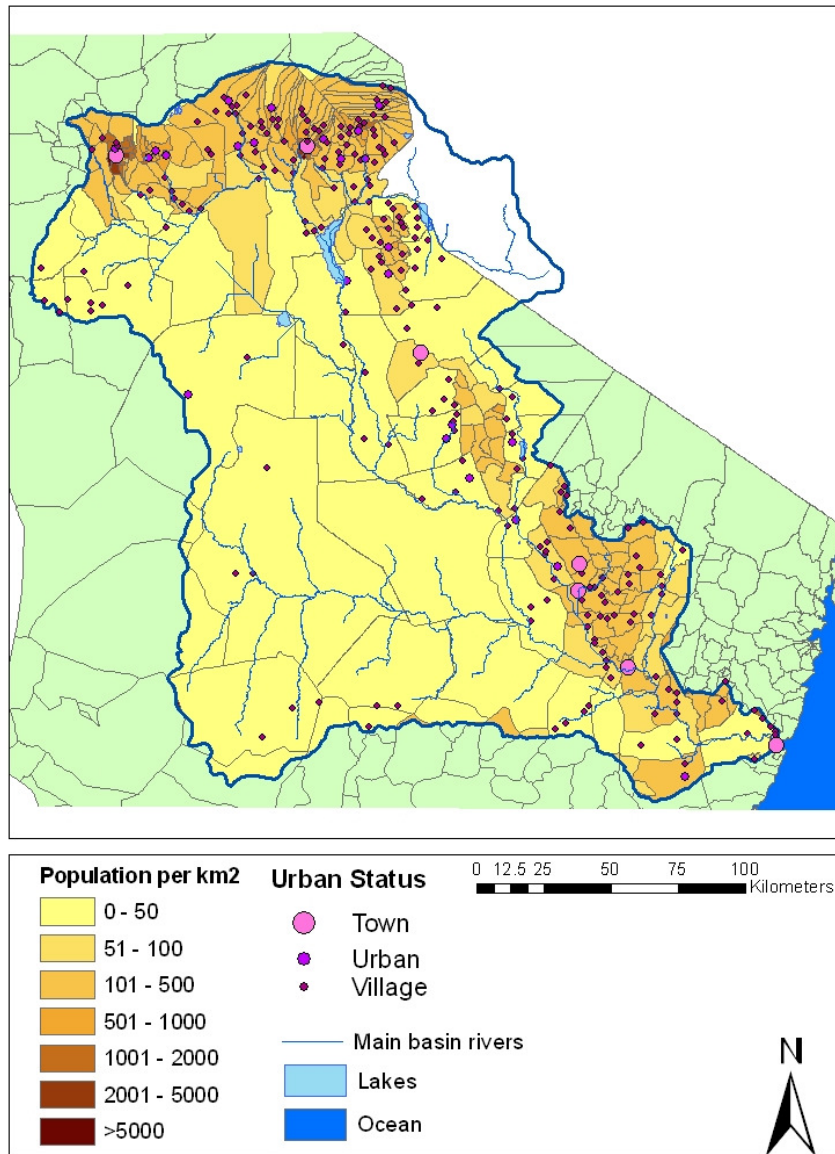 Population per km2
0 - 50
51 - 100
101 - 500
501 - 1000
1001 - 2000
2001 - 5000
>5000
Urban Status
Town
Urban
Village
Main basin rivers
Lakes
Ocean
0 12.5 25 50 75 100
Kilometers
N